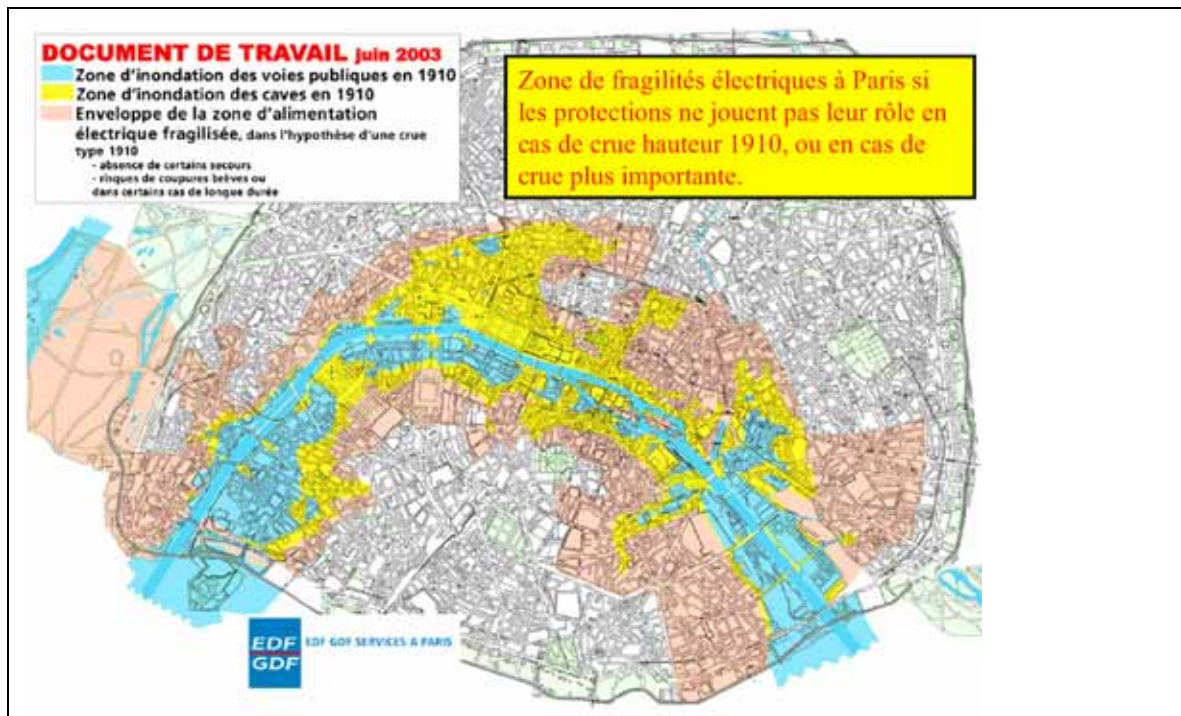 DOCUMENT DE TRAVAIL juin 2003
Zone d'inondation des voies publiques en 1910
Zone d'inondation des caves en 1910
Enveloppe de la zone d'alimentation
électrique fragilisée, dans l'hypothèse d'une crue
type 1910
- absence de certains secours
- risques de coupures brèves ou
dans certains cas de longue durée
Zone de fragilités électriques à Paris si
les protections ne jouent pas leur rôle en
cas de crue hauteur 1910, ou en cas de
crue plus importante.
EDF
GDF
EDF GDF SERVICES A PARIS